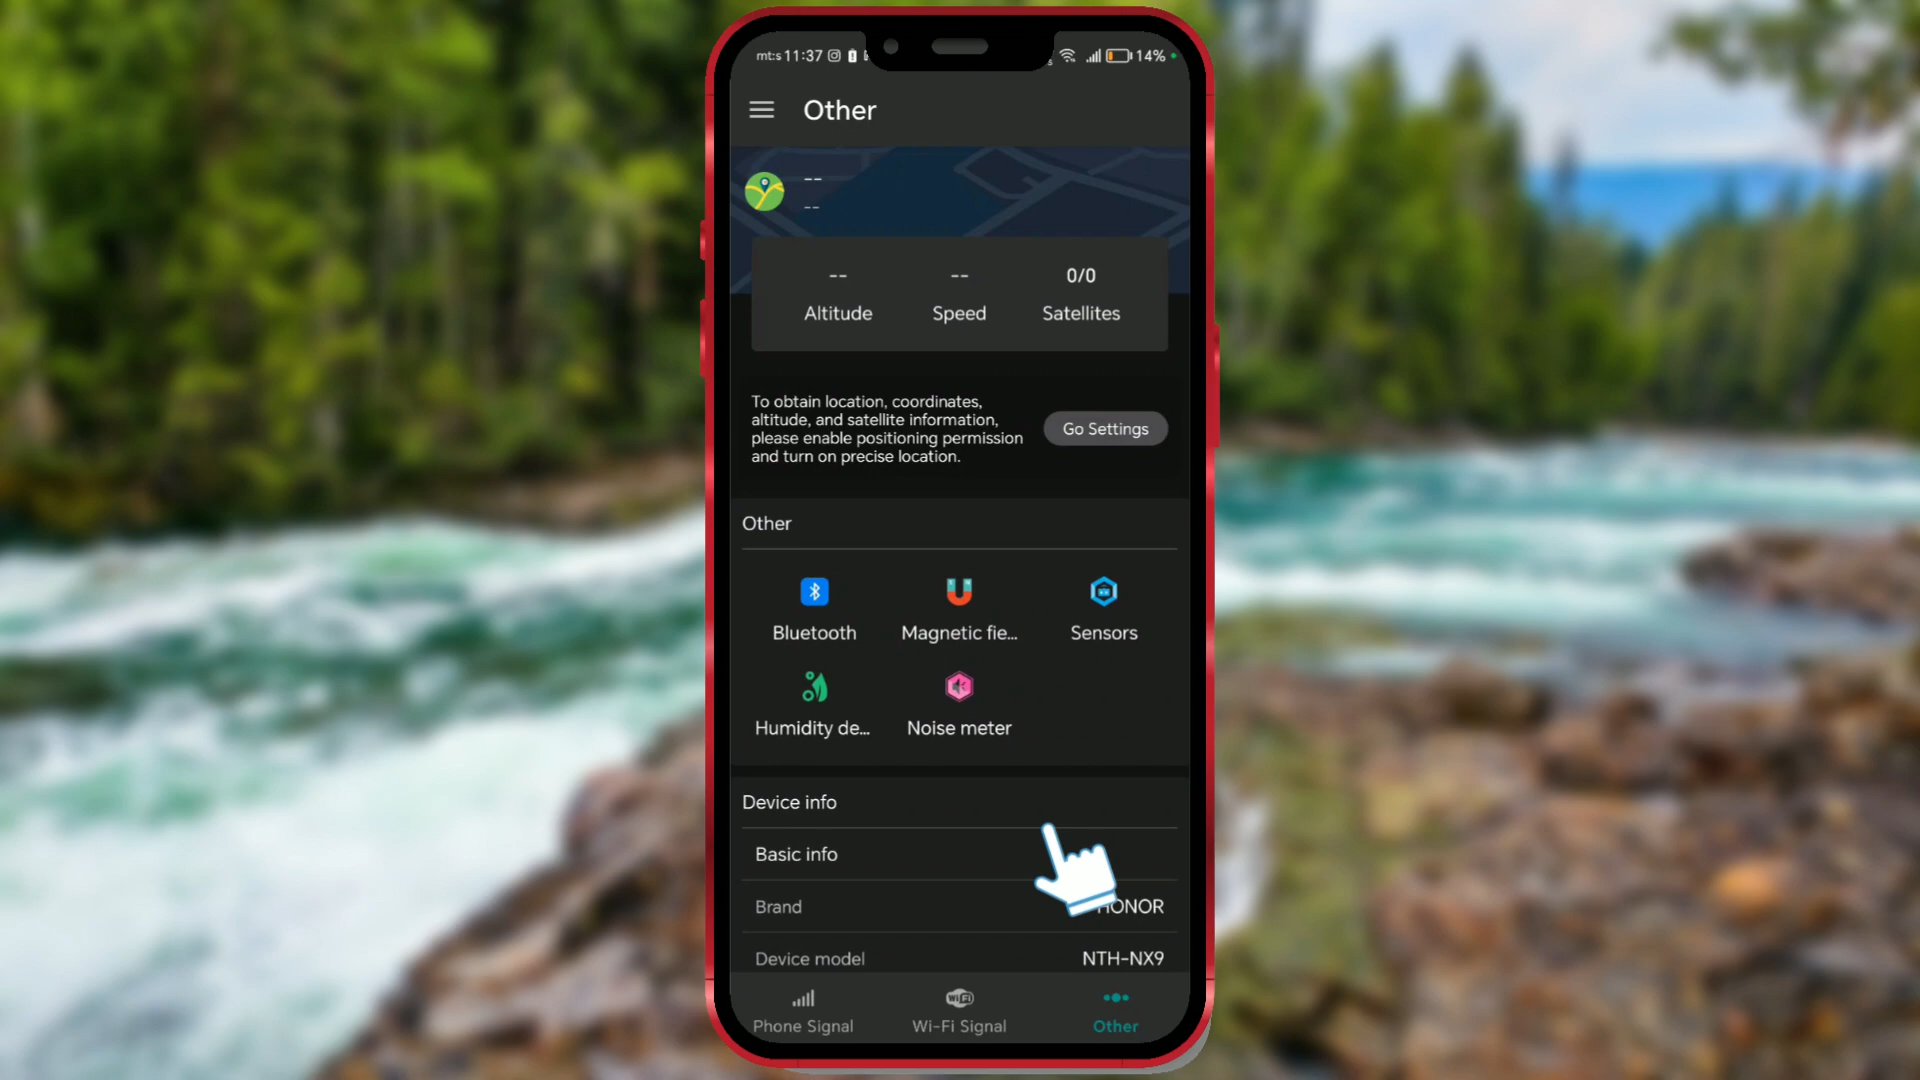 mt:s 11:37 14%
Other
--
--
-- -- 0/0
Altitude Speed Satellites
To obtain location, coordinates,
altitude, and satellite information,
please enable positioning permission
and turn on precise location.
Go Settings
Other
Bluetooth Magnetic fie... Sensors
Humidity de... Noise meter
Device info
Basic info
Brand HONOR
Device model NTH-NX9
WiFi
Phone Signal Wi-Fi Signal Other